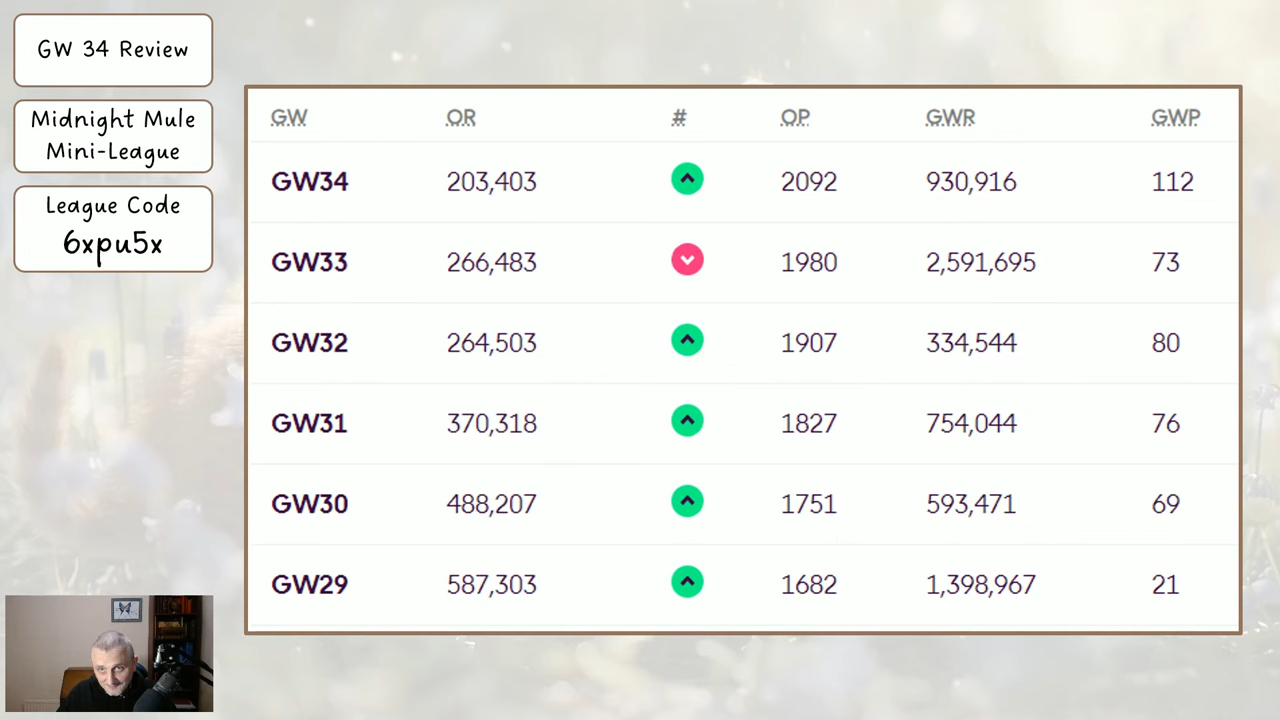 GW 34 Review
Midnight Mule
Mini-League
League Code
6xpu5x
GW OR # OP GWR GWP
GW34 203,403 2092 930,916 112
GW33 266,483 1980 2,591,695 73
GW32 264,503 1907 334,544 80
GW31 370,318 1827 754,044 76
GW30 488,207 1751 593,471 69
GW29 587,303 1682 1,398,967 21